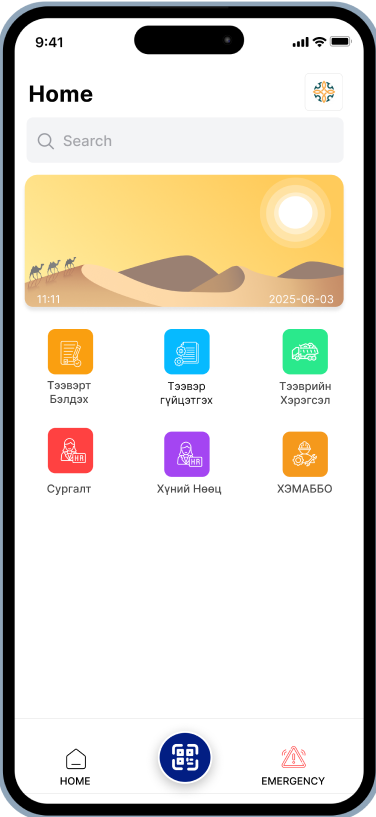 9:41
Home
Search
11:11
2025-06-03
Тээвэрт
Бэлдэх
Тээвэр
гүйцэтгэх
Тээврийн
Хэрэгсэл
HR
Сургалт
HR
Хүний Нөөц
ХЭМАББО
HOME
EMERGENCY